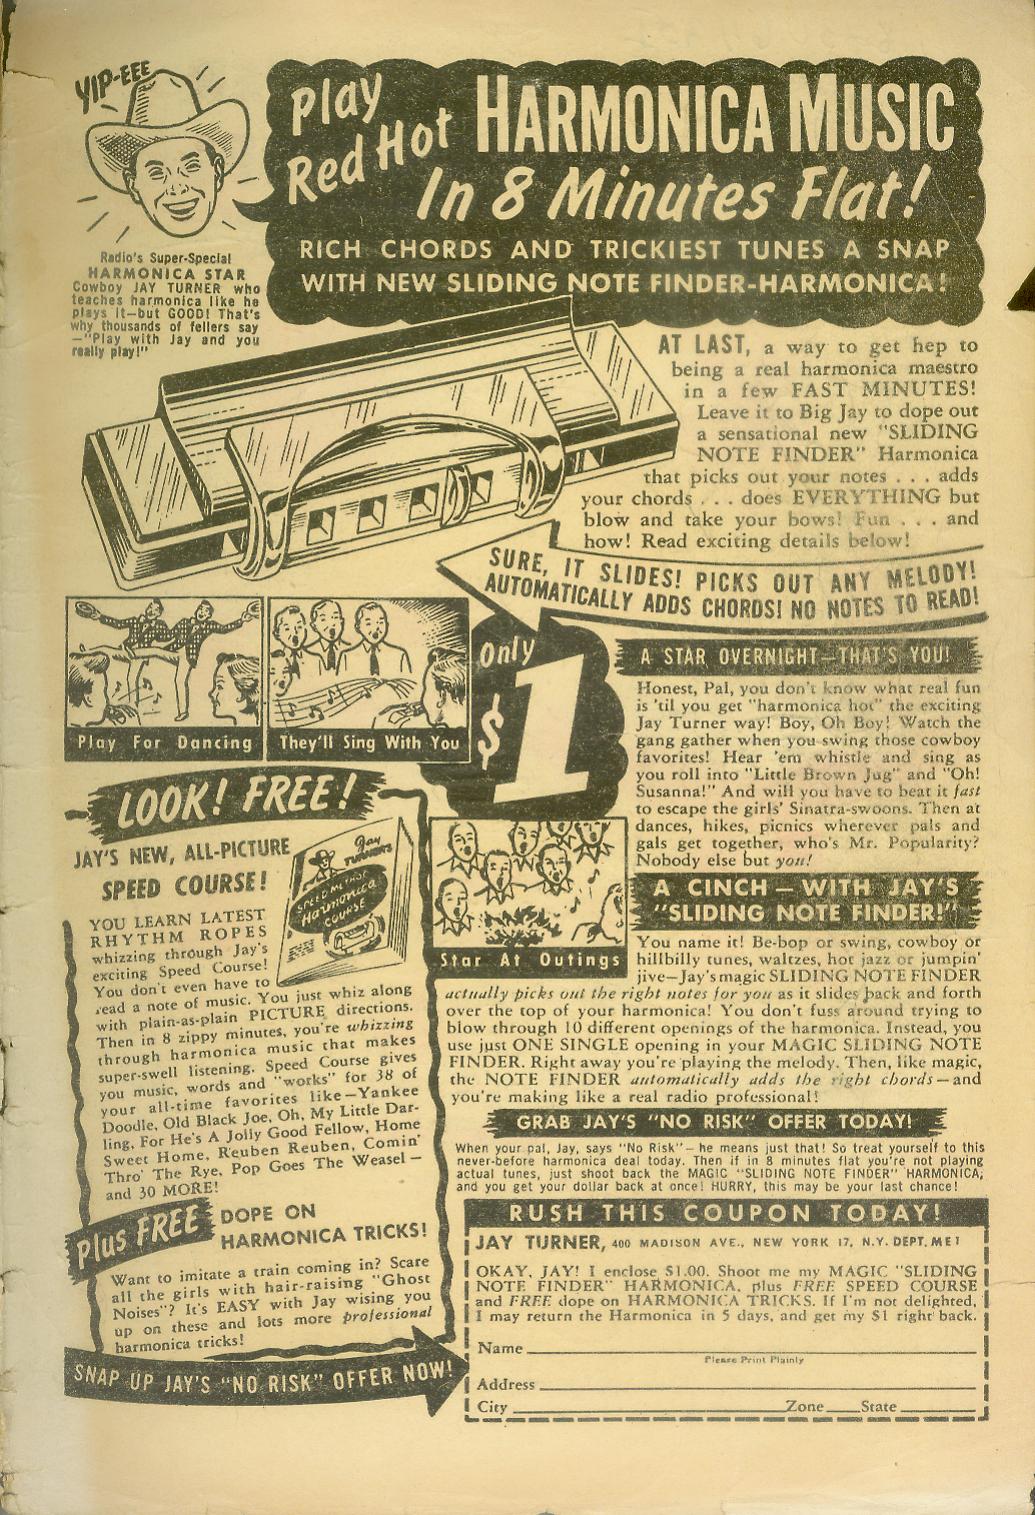 YIP-EEE
Play
Red Hot
HARMONICA MUSIC
In 8 Minutes Flat!
RICH CHORDS AND TRICKIEST TUNES A SNAP
WITH NEW SLIDING NOTE FINDER-HARMONICA!
Radio's Super-Special
HARMONICA STAR
Cowboy JAY TURNER who
teaches harmonica like he
plays it—but GOOD! That's
why thousands of fellers say
—"Play with Jay and you
really play!"
AT LAST, a way to get hep to
being a real harmonica maestro
in a few FAST MINUTES!
Leave it to Big Jay to dope out
a sensational new "SLIDING
NOTE FINDER" Harmonica
that picks out your notes . . . adds
your chords . . . does EVERYTHING but
blow and take your bows! Fun . . . and
how! Read exciting details below!
SURE, IT SLIDES! PICKS OUT ANY MELODY!
AUTOMATICALLY ADDS CHORDS! NO NOTES TO READ!
Play For Dancing
They'll Sing With You
Only
$1
A STAR OVERNIGHT—THAT'S YOU!
Honest, Pal, you don't know what real fun
is 'til you get "harmonica hot" the exciting
Jay Turner way! Boy, Oh Boy! Watch the
gang gather when you swing those cowboy
favorites! Hear 'em whistle and sing as
you roll into "Little Brown Jug" and "Oh!
Susanna!" And will you have to beat it fast
to escape the girls' Sinatra-swoons. Then at
dances, hikes, picnics wherever pals and
gals get together, who's Mr. Popularity?
Nobody else but you!
LOOK! FREE!
JAY'S NEW, ALL-PICTURE
SPEED COURSE!
Jay
TURNER'S
SPEED METHOD
Harmonica
COURSE
YOU LEARN LATEST
RHYTHM ROPES
whizzing through Jay's
exciting Speed Course!
You don't even have to
read a note of music. You just whiz along
with plain-as-plain PICTURE directions.
Then in 8 zippy minutes, you're whizzing
through harmonica music that makes
super-swell listening. Speed Course gives
you music, words and "works" for 38 of
your all-time favorites like—Yankee
Doodle, Old Black Joe, Oh, My Little Dar-
ling, For He's A Jolly Good Fellow, Home
Sweet Home, Reuben Reuben, Comin'
Thro' The Rye, Pop Goes The Weasel—
and 30 MORE!
Star At Outings
A CINCH — WITH JAY'S
"SLIDING NOTE FINDER!"
You name it! Be-bop or swing, cowboy or
hillbilly tunes, waltzes, hot jazz or jumpin'
jive—Jay's magic SLIDING NOTE FINDER
actually picks out the right notes for you as it slides back and forth
over the top of your harmonica! You don't fuss around trying to
blow through 10 different openings of the harmonica. Instead, you
use just ONE SINGLE opening in your MAGIC SLIDING NOTE
FINDER. Right away you're playing the melody. Then, like magic,
the NOTE FINDER automatically adds the right chords—and
you're making like a real radio professional!
GRAB JAY'S "NO RISK" OFFER TODAY!
When your pal, Jay, says "No Risk"—he means just that! So treat yourself to this
never-before harmonica deal today. Then if in 8 minutes flat you're not playing
actual tunes, just shoot back the MAGIC "SLIDING NOTE FINDER" HARMONICA,
and you get your dollar back at once! HURRY, this may be your last chance!
Plus FREE
DOPE ON
HARMONICA TRICKS!
Want to imitate a train coming in? Scare
all the girls with hair-raising "Ghost
Noises"? It's EASY with Jay wising you
up on these and lots more professional
harmonica tricks!
SNAP UP JAY'S "NO RISK" OFFER NOW!
RUSH THIS COUPON TODAY!
JAY TURNER, 400 MADISON AVE., NEW YORK 17, N.Y. DEPT. ME1
OKAY, JAY! I enclose $1.00. Shoot me my MAGIC "SLIDING
NOTE FINDER" HARMONICA, plus FREE SPEED COURSE
and FREE dope on HARMONICA TRICKS. If I'm not delighted,
I may return the Harmonica in 5 days, and get my $1 right back.
Name
Please Print Plainly
Address
City Zone State